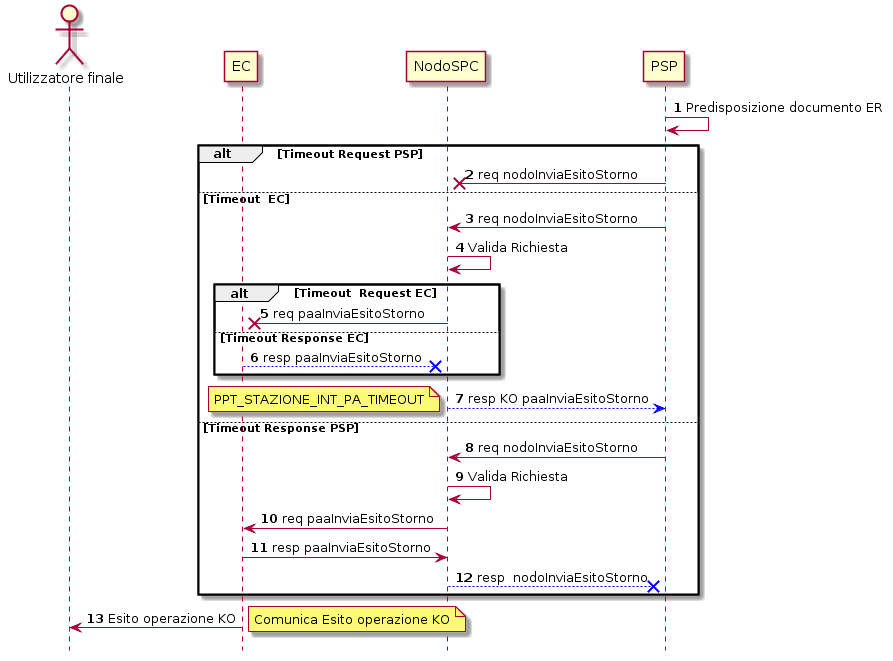 Utilizzatore finale
EC
NodoSPC
PSP
1 Predisposizione documento ER
alt [Timeout Request PSP]
2 req nodoInviaEsitoStorno
[Timeout  EC]
3 req nodoInviaEsitoStorno
4 Valida Richiesta
alt [Timeout  Request EC]
5 req paaInviaEsitoStorno
[Timeout Response EC]
6 resp paaInviaEsitoStorno
PPT_STAZIONE_INT_PA_TIMEOUT
7 resp KO paaInviaEsitoStorno
[Timeout Response PSP]
8 req nodoInviaEsitoStorno
9 Valida Richiesta
10 req paaInviaEsitoStorno
11 resp paaInviaEsitoStorno
12 resp  nodoInviaEsitoStorno
13 Esito operazione KO
Comunica Esito operazione KO